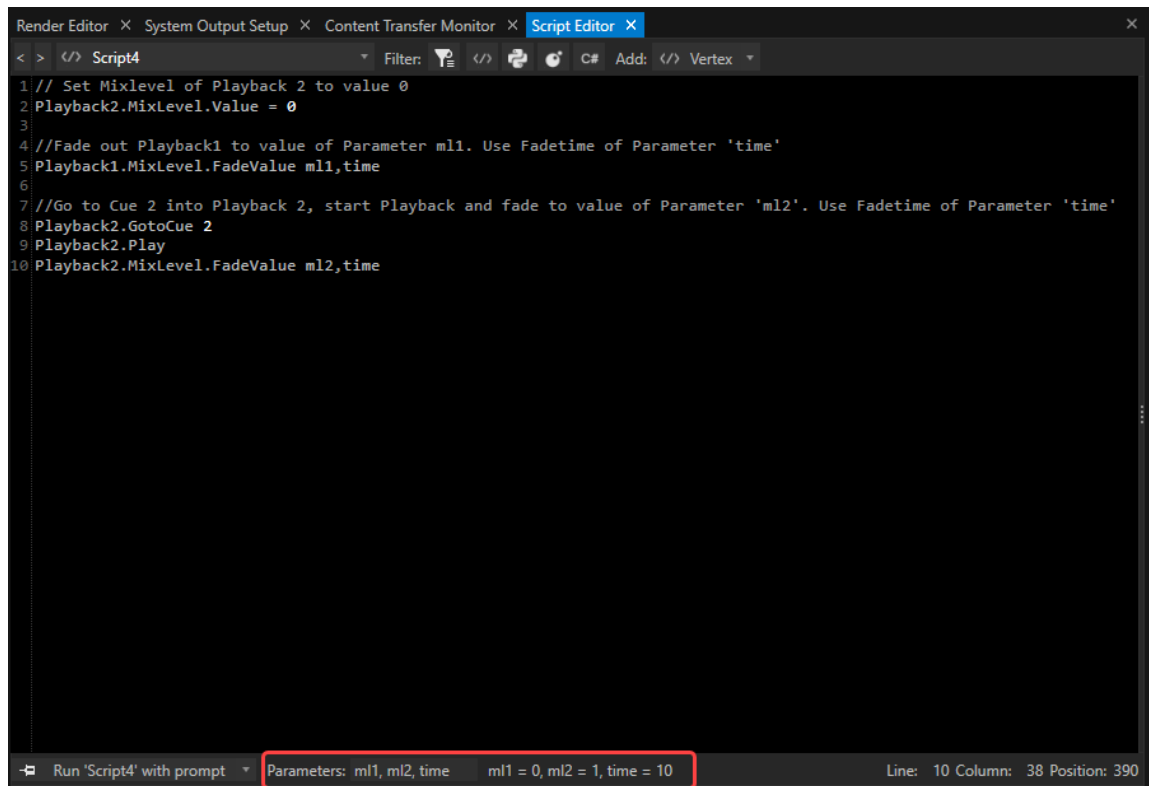 Render Editor × System Output Setup × Content Transfer Monitor × Script Editor × ×
< > </> Script4 Filter: </> C# Add: </> Vertex
1 // Set Mixlevel of Playback 2 to value 0
2 Playback2.MixLevel.Value = 0
3
4 //Fade out Playback1 to value of Parameter ml1. Use Fadetime of Parameter 'time'
5 Playback1.MixLevel.FadeValue ml1,time
6
7 //Go to Cue 2 into Playback 2, start Playback and fade to value of Parameter 'ml2'. Use Fadetime of Parameter 'time'
8 Playback2.GotoCue 2
9 Playback2.Play
10 Playback2.MixLevel.FadeValue ml2,time
Run 'Script4' with prompt Parameters: ml1, ml2, time ml1 = 0, ml2 = 1, time = 10 Line: 10 Column: 38 Position: 390